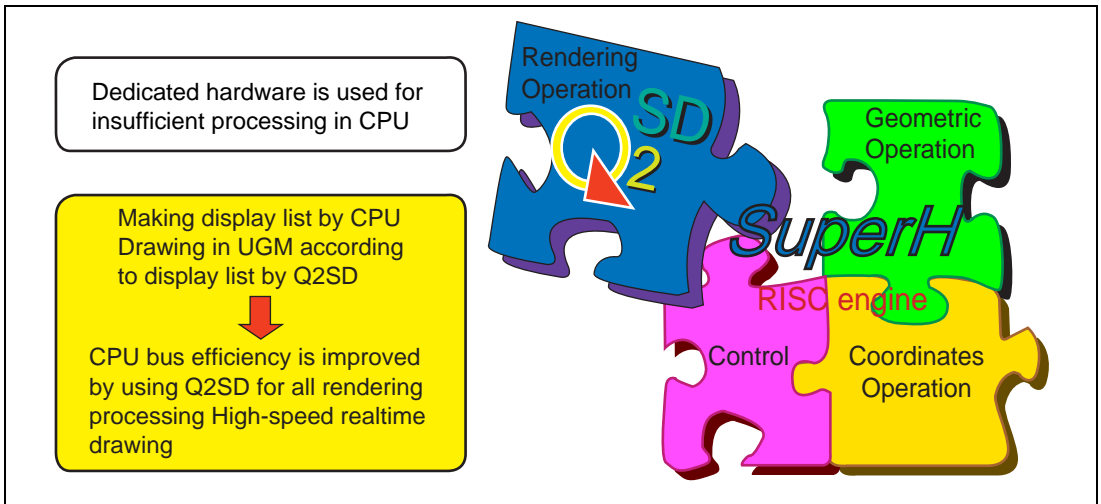 Dedicated hardware is used for
insufficient processing in CPU
Making display list by CPU
Drawing in UGM according
to display list by Q2SD
CPU bus efficiency is improved
by using Q2SD for all rendering
processing High-speed realtime
drawing
Rendering
Operation
Q2SD
Geometric
Operation
SuperH
RISC engine
Control
Coordinates
Operation